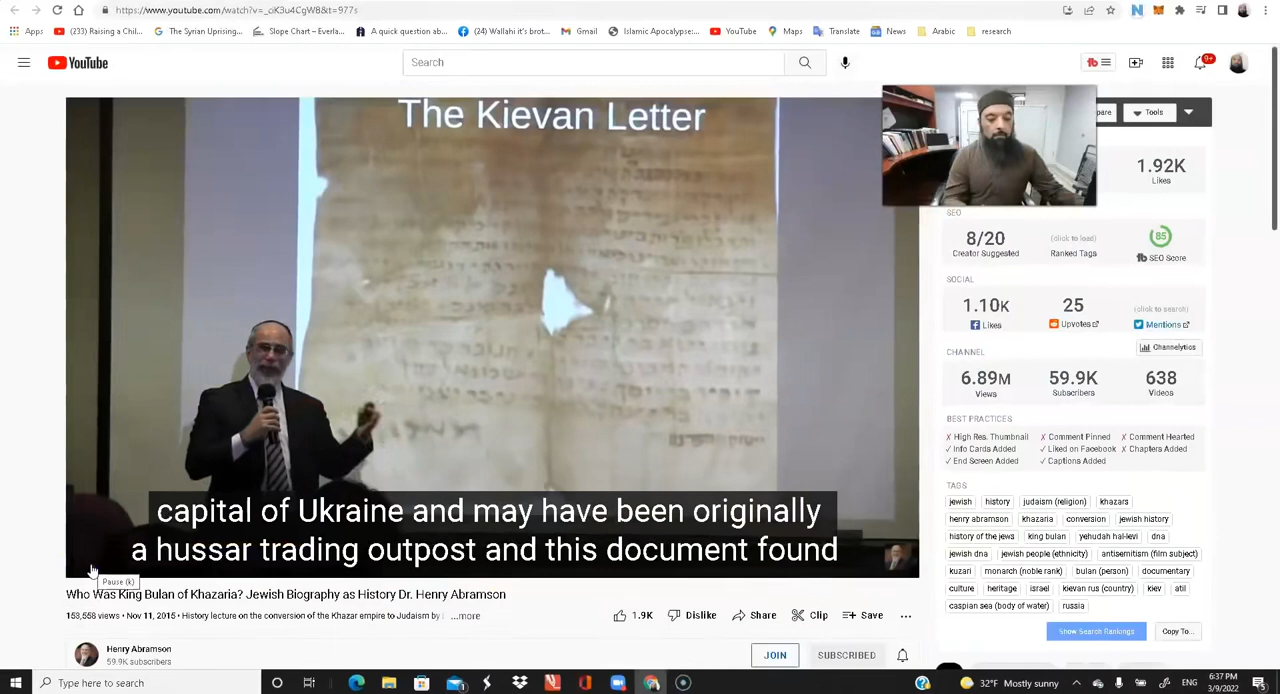 https://www.youtube.com/watch?v=_ciK3u4CgWB&t=977s
Apps
(233) Raising a Chil...
The Syrian Uprising...
Slope Chart – Everla...
A quick question ab...
(24) Wallahi it's brot...
Gmail
Islamic Apocalypse:...
YouTube
Maps
Translate
News
Arabic
research
YouTube
Search
9+
The Kievan Letter
pare
Tools
1.92K
Likes
SEO
8/20
Creator Suggested
(click to load)
Ranked Tags
85
SEO Score
SOCIAL
1.10K
Likes
25
Upvotes
(click to search)
Mentions
Channelytics
CHANNEL
6.89M
Views
59.9K
Subscribers
638
Videos
BEST PRACTICES
✗ High Res. Thumbnail ✗ Comment Pinned ✗ Comment Hearted
✓ Info Cards Added ✓ Liked on Facebook ✗ Chapters Added
✓ End Screen Added ✓ Captions Added
TAGS
jewish history judaism (religion) khazars
henry abramson khazaria conversion jewish history
history of the jews king bulan yehudah hal-levi dna
jewish dna jewish people (ethnicity) antisemitism (film subject)
kuzari monarch (noble rank) bulan (person) documentary
culture heritage israel kievan rus (country) kiev atil
caspian sea (body of water) russia
Show Search Rankings
Copy To...
capital of Ukraine and may have been originally
a hussar trading outpost and this document found
Pause (k)
Who Was King Bulan of Khazaria? Jewish Biography as History Dr. Henry Abramson
153,558 views • Nov 11, 2015 • History lecture on the conversion of the Khazar empire to Judaism by ...more
1.9K
Dislike
Share
Clip
Save
Henry Abramson
59.9K subscribers
JOIN
SUBSCRIBED
Type here to search
32°F Mostly sunny
6:37 PM
3/9/2022